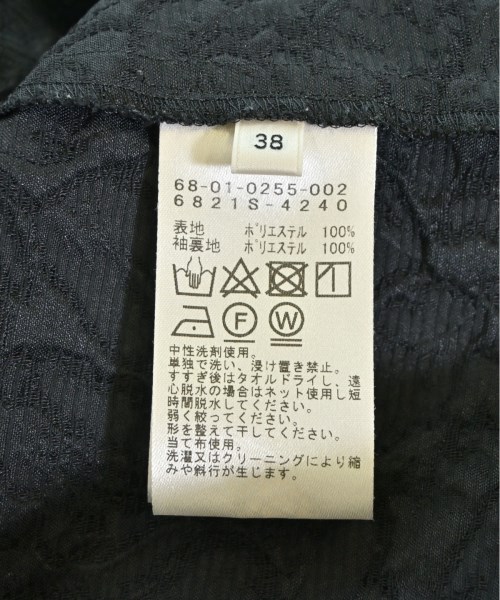 38
68-01-0255-002
6821S-4240
表地 ポリエステル 100%
袖裏地 ポリエステル 100%
F W
中性洗剤使用。
単独で洗い、浸け置き禁止。
すすぎ後はタオルドライし、遠
心脱水の場合はネット使用し短
時間脱水してください。
弱く絞ってください。
形を整えて干してください。
当て布使用。
洗濯又はクリーニングにより縮
みや斜行が生じます。